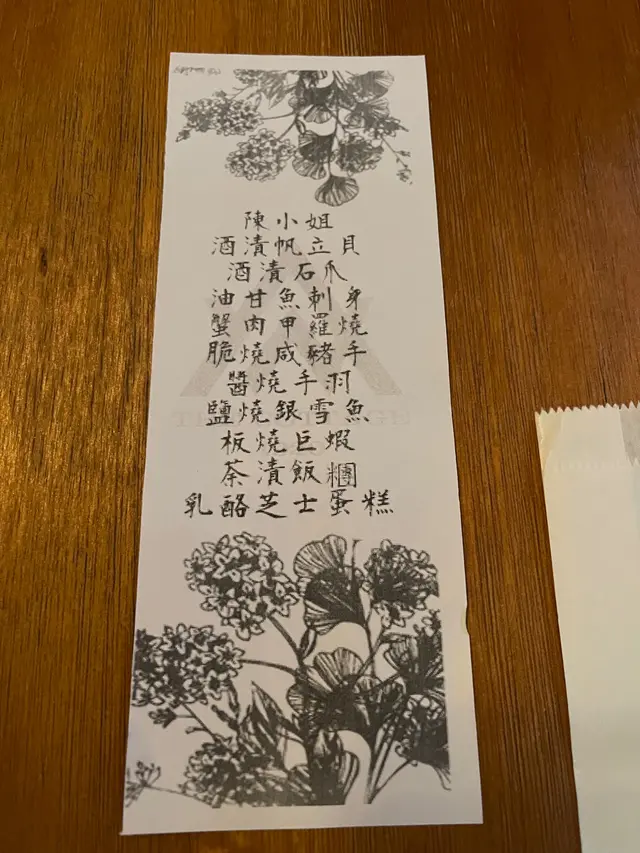 陳小姐
酒漬帆立貝
酒漬石爪
油甘魚刺身
蟹肉甲羅燒
脆燒咸豬手
醬燒手羽
鹽燒銀雪魚
板燒巨蝦
茶漬飯糰
乳酪芝士蛋糕